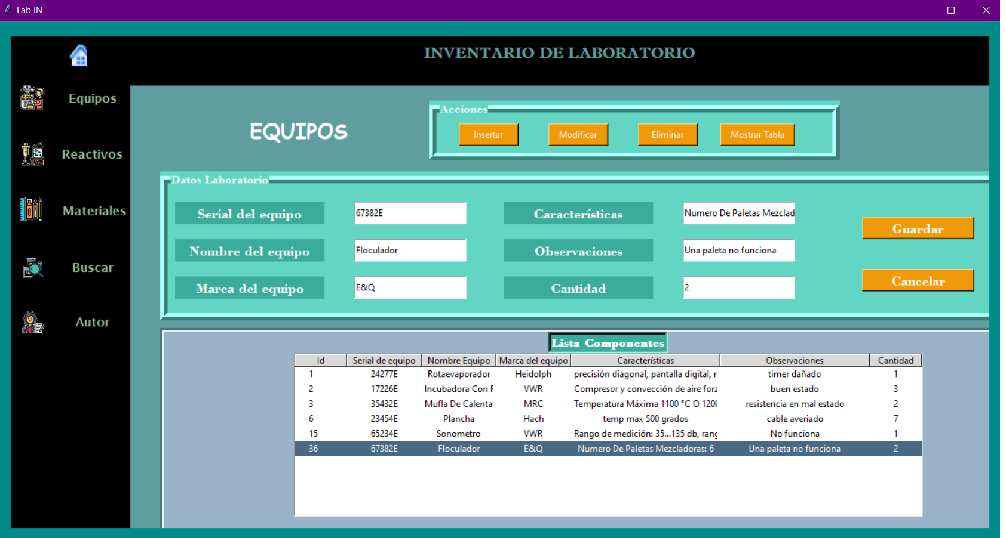 Lab IN
INVENTARIO DE LABORATORIO
Equipos
Reactivos
Materiales
Buscar
Autor
EQUIPOS
Acciones
Insertar Modificar Eliminar Mostrar Tabla
Datos Laboratorio
Serial del equipo 67382E Características Numero De Paletas Mezclad
Nombre del equipo Floculador Observaciones Una paleta no funciona
Marca del equipo E&Q Cantidad 2
Guardar
Cancelar
Lista Componentes
Id Serial de equipo Nombre Equipo Marca del equipo Características Observaciones Cantidad
1 24277E Rotaevaporador Heidolph precisión diagonal, pantalla digital, r timer dañado 1
2 17226E Incubadora Con F VWR Compresor y convección de aire forz buen estado 3
3 35432E Mufla De Calenta MRC Temperatura Máxima 1100 °C O 1200 resistencia en mal estado 2
6 23454E Plancha Hach temp max 500 grados cable averiado 7
15 65234E Sonometro VWR Rango de medición: 35...135 db, rang No funciona 1
36 67382E Floculador E&Q Numero De Paletas Mezcladoras: 6 Una paleta no funciona 2